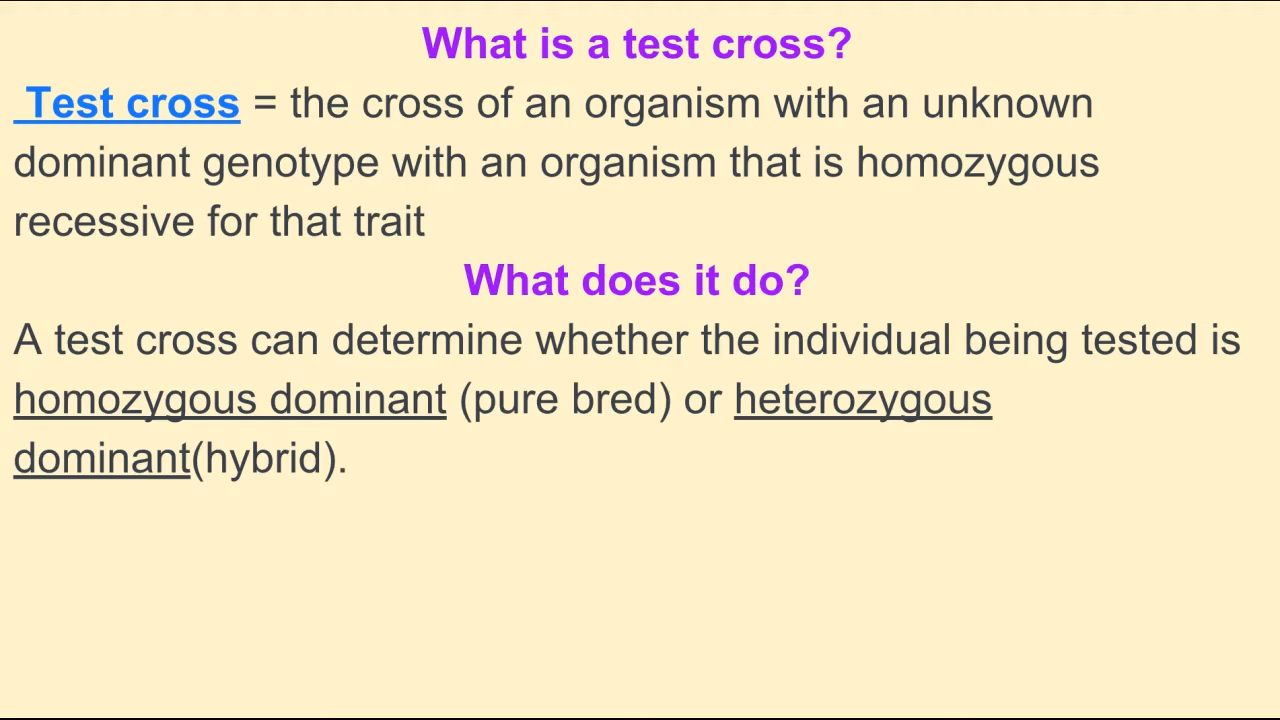 What is a test cross?
Test cross = the cross of an organism with an unknown
dominant genotype with an organism that is homozygous
recessive for that trait
What does it do?
A test cross can determine whether the individual being tested is
homozygous dominant (pure bred) or heterozygous
dominant(hybrid).